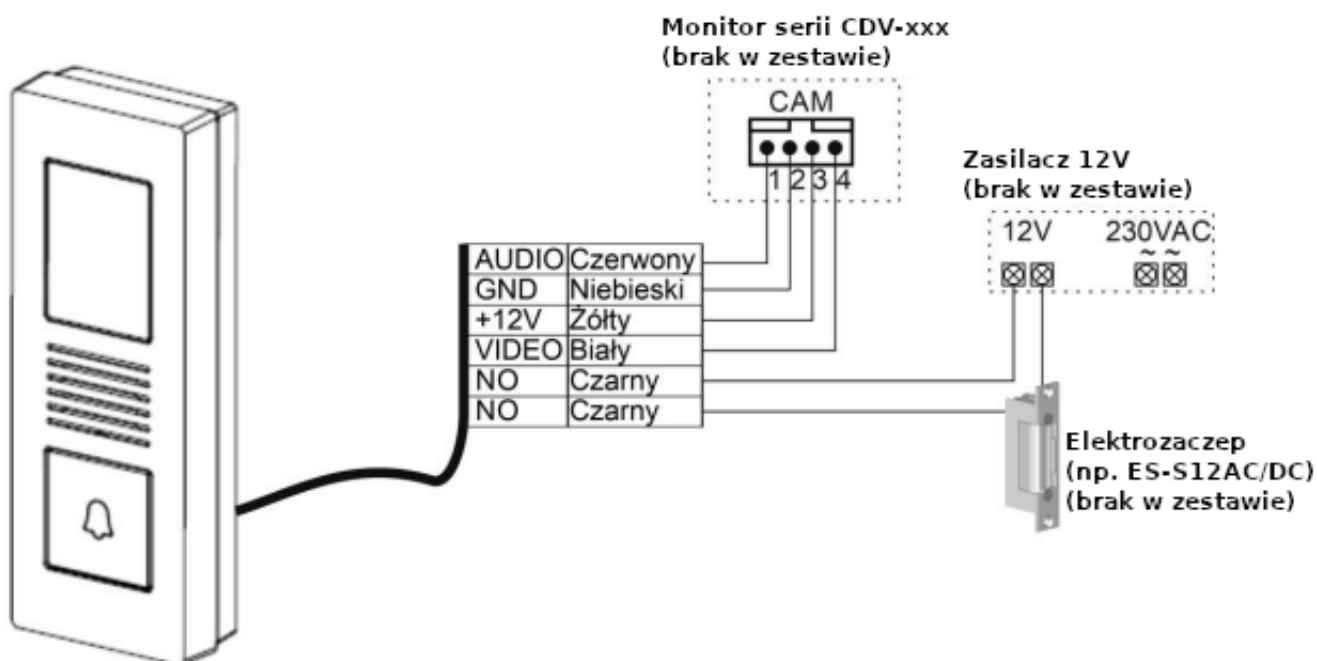 Monitor serii CDV-xxx
(brak w zestawie)
CAM
1 2 3 4
Zasilacz 12V
(brak w zestawie)
12V 230VAC
~ ~
AUDIO Czerwony
GND Niebieski
+12V Żółty
VIDEO Biały
NO Czarny
NO Czarny
Elektrozaczep
(np. ES-S12AC/DC)
(brak w zestawie)